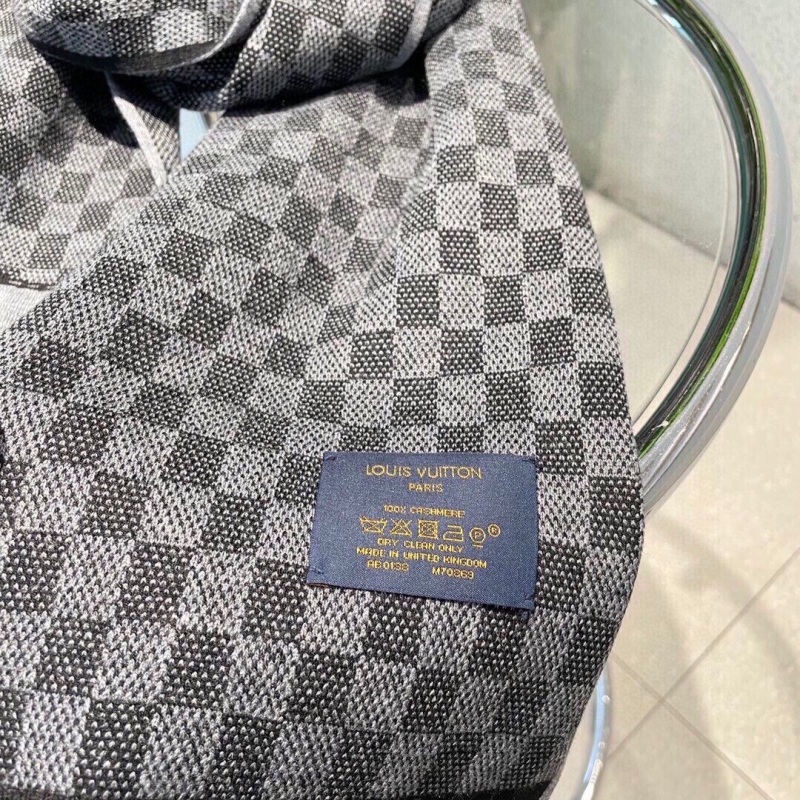 LOUIS VUITTON
PARIS
100% CASHMERE
P ®
DRY CLEAN ONLY
MADE IN UNITED KINGDOM
AB0138 M70369